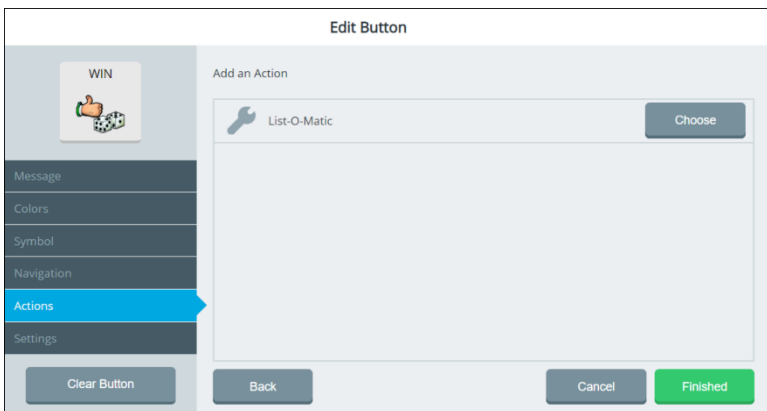 Edit Button
WIN
Add an Action
List-O-Matic
Choose
Message
Colors
Symbol
Navigation
Actions
Settings
Clear Button
Back
Cancel
Finished